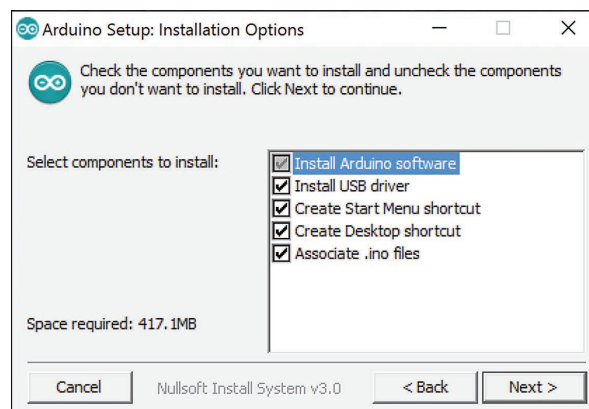 Arduino Setup: Installation Options
Check the components you want to install and uncheck the components
you don't want to install. Click Next to continue.
Select components to install:
Install Arduino software
Install USB driver
Create Start Menu shortcut
Create Desktop shortcut
Associate .ino files
Space required: 417.1MB
Cancel
Nullsoft Install System v3.0
< Back
Next >